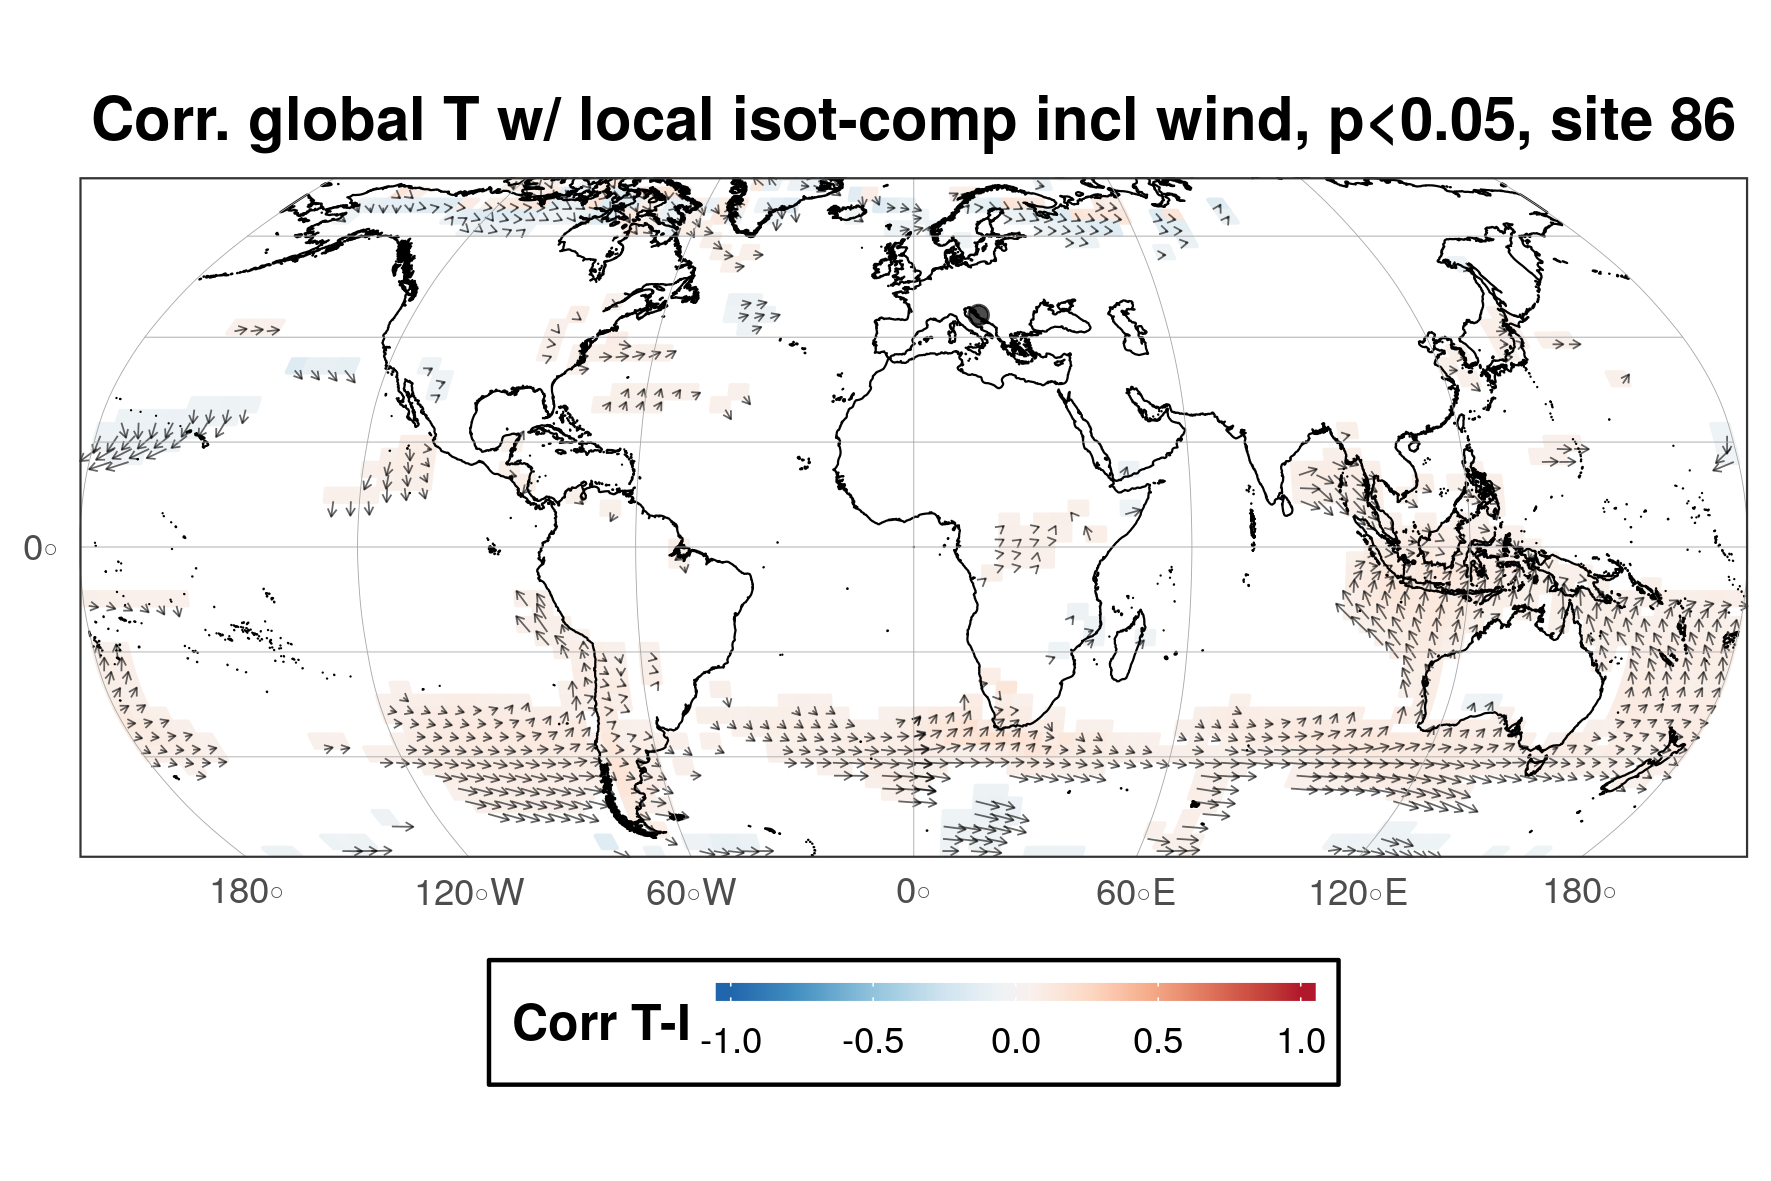 Corr. global T w/ local isot-comp incl wind, p<0.05, site 86
0°
180° 120°W 60°W 0° 60°E 120°E 180°
Corr T-I
-1.0 -0.5 0.0 0.5 1.0